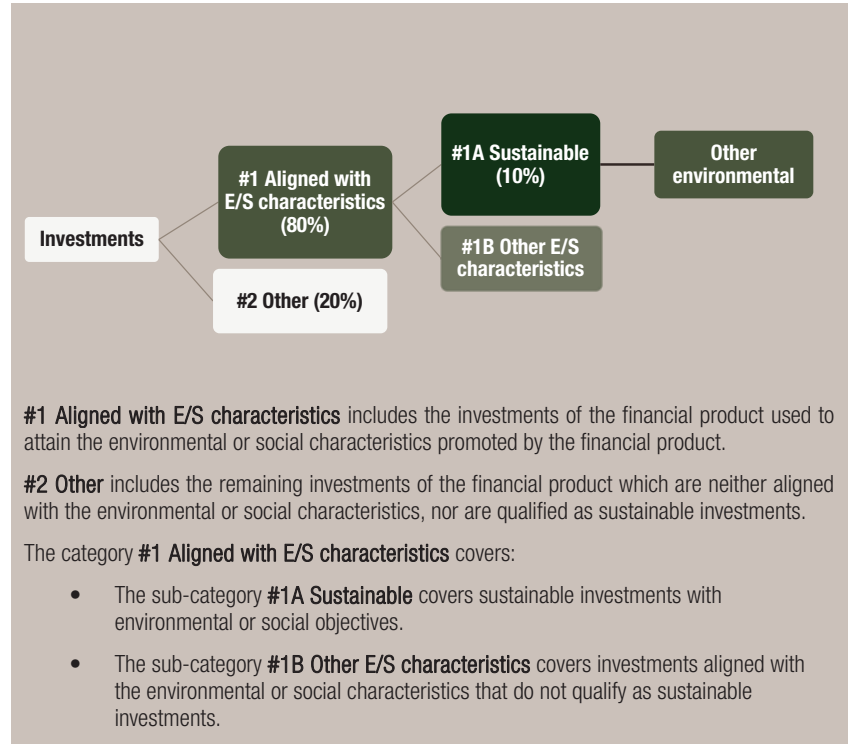 #1A Sustainable
(10%)
Other
environmental
#1 Aligned with
E/S characteristics
(80%)
Investments
#1B Other E/S
characteristics
#2 Other (20%)
#1 Aligned with E/S characteristics includes the investments of the financial product used to
attain the environmental or social characteristics promoted by the financial product.
#2 Other includes the remaining investments of the financial product which are neither aligned
with the environmental or social characteristics, nor are qualified as sustainable investments.
The category #1 Aligned with E/S characteristics covers:
• The sub-category #1A Sustainable covers sustainable investments with
environmental or social objectives.
• The sub-category #1B Other E/S characteristics covers investments aligned with
the environmental or social characteristics that do not qualify as sustainable
investments.